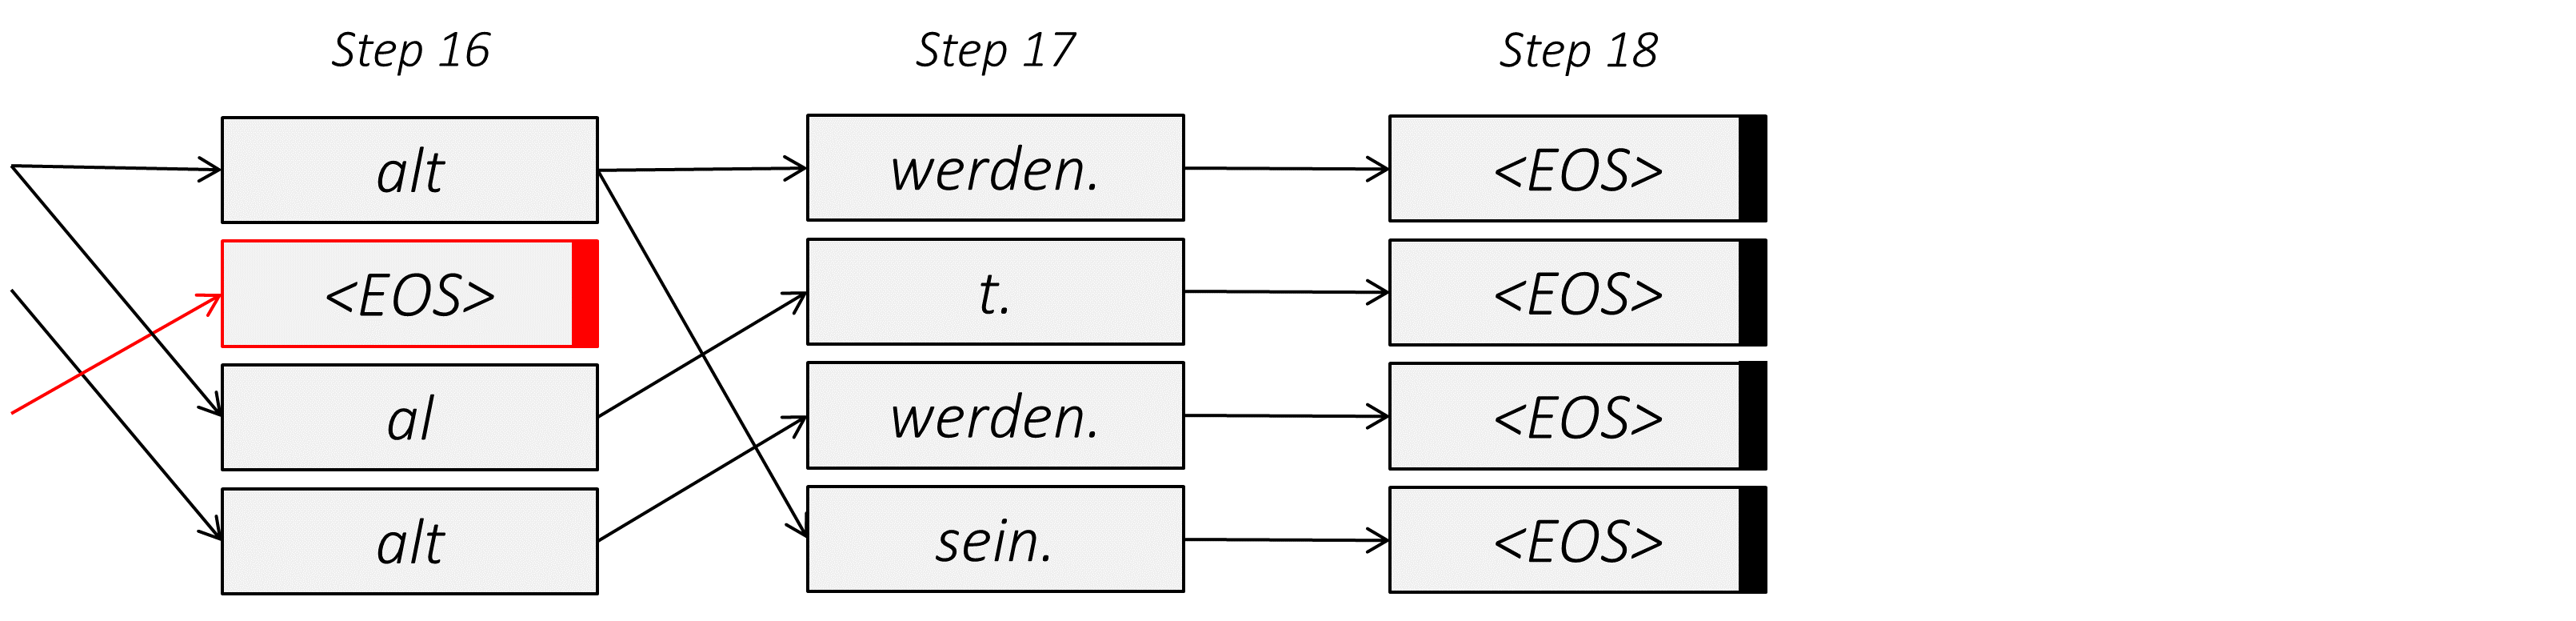 Step 16 Step 17 Step 18
alt werden. <EOS>
<EOS> t. <EOS>
al werden. <EOS>
alt sein. <EOS>